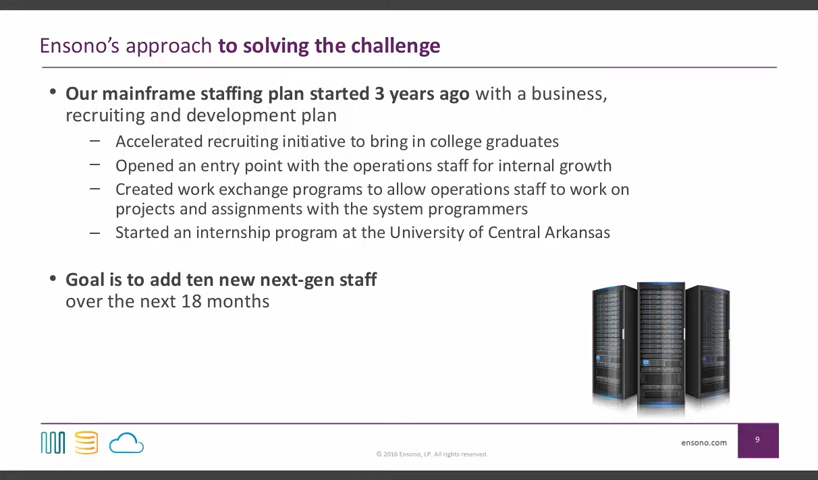 Ensono's approach to solving the challenge
• Our mainframe staffing plan started 3 years ago with a business,
recruiting and development plan
– Accelerated recruiting initiative to bring in college graduates
– Opened an entry point with the operations staff for internal growth
– Created work exchange programs to allow operations staff to work on
projects and assignments with the system programmers
– Started an internship program at the University of Central Arkansas
• Goal is to add ten new next-gen staff
over the next 18 months
ensono.com
9
© 2016 Ensono, LP. All rights reserved.